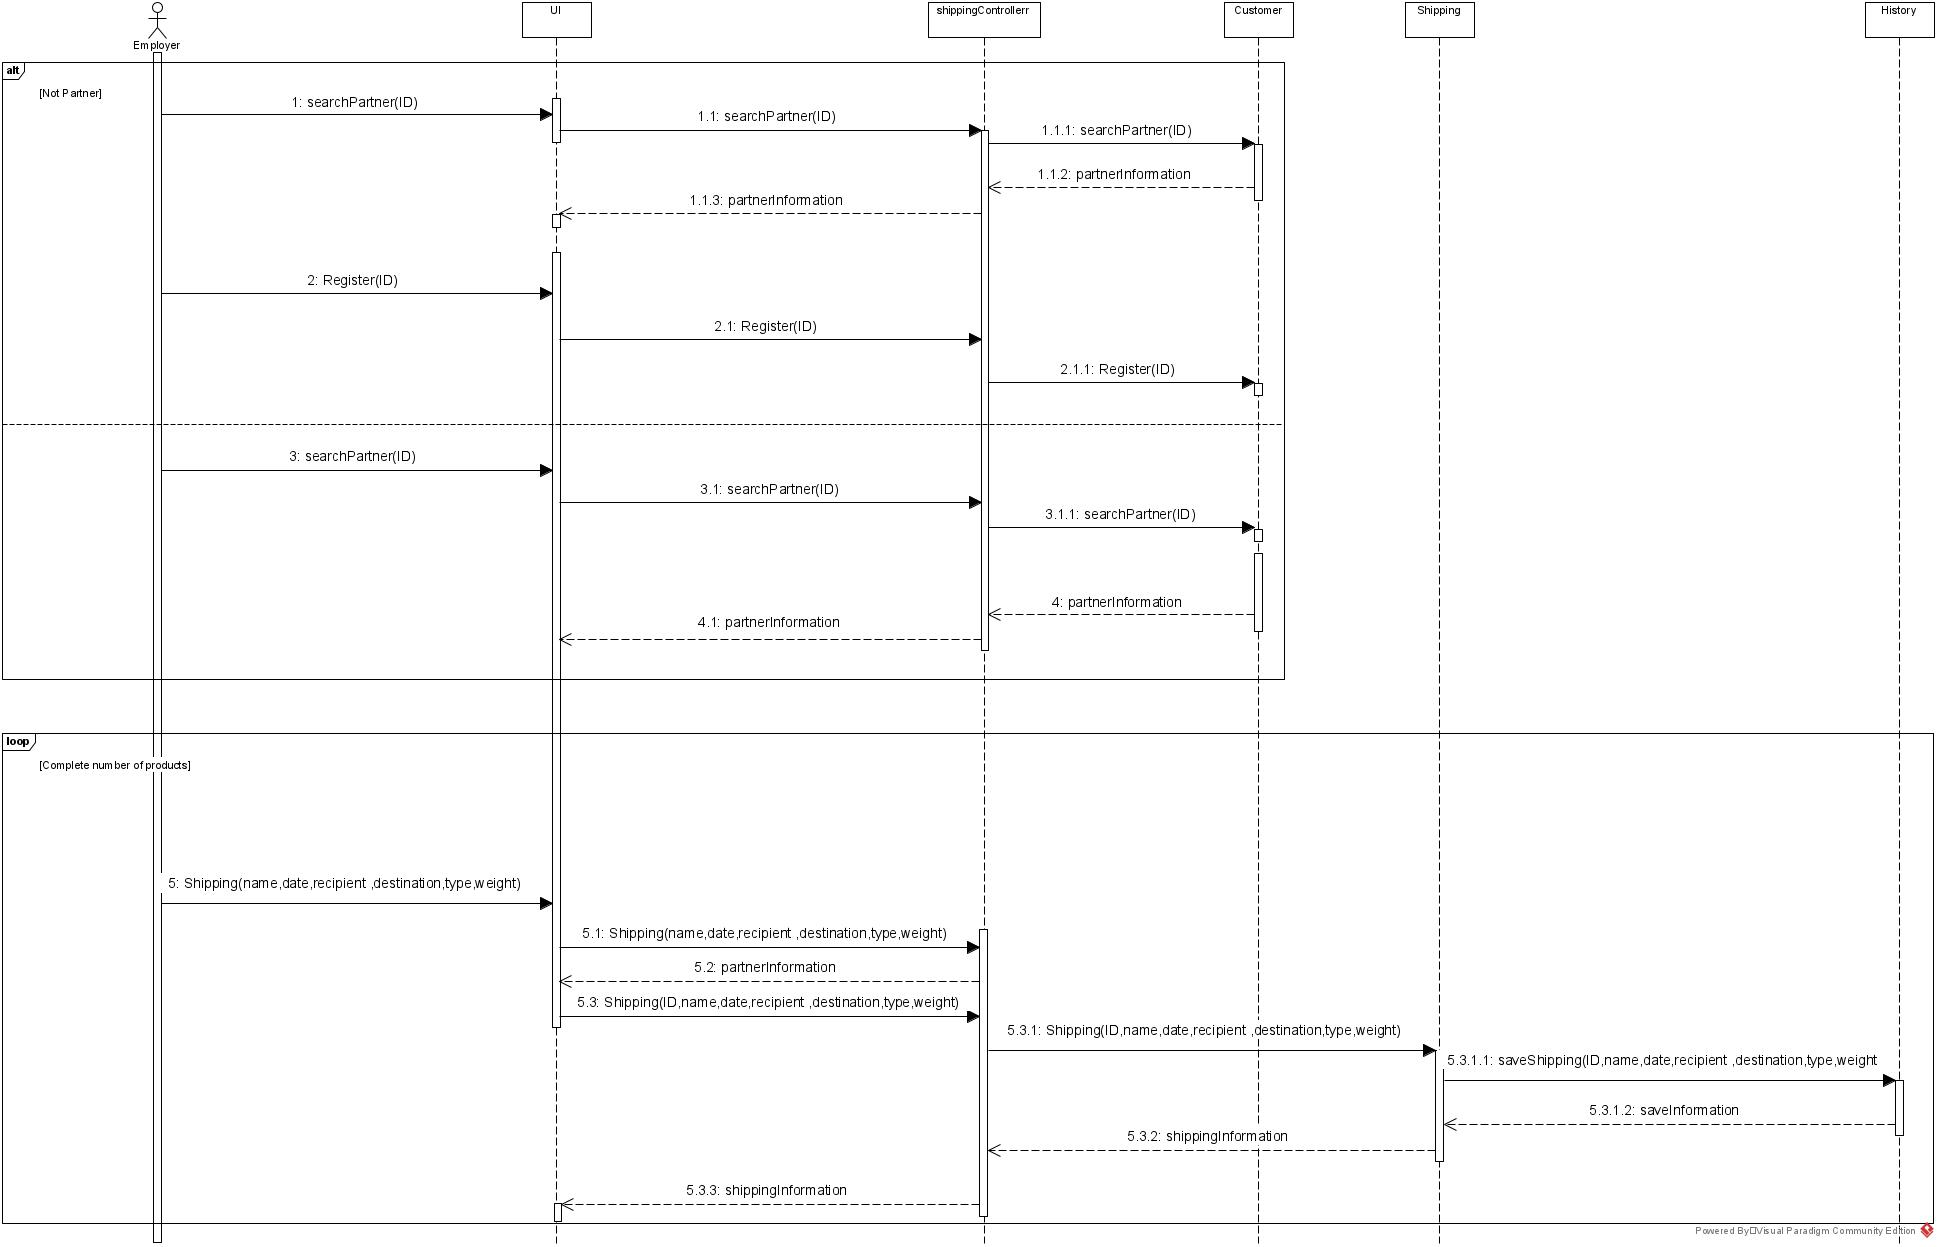 Employer
UI
shippingControllerr
Customer
Shipping
History
alt
[Not Partner]
1: searchPartner(ID)
1.1: searchPartner(ID)
1.1.1: searchPartner(ID)
1.1.2: partnerInformation
1.1.3: partnerInformation
2: Register(ID)
2.1: Register(ID)
2.1.1: Register(ID)
3: searchPartner(ID)
3.1: searchPartner(ID)
3.1.1: searchPartner(ID)
4: partnerInformation
4.1: partnerInformation
loop
[Complete number of products]
5: Shipping(name,date,recipient ,destination,type,weight)
5.1: Shipping(name,date,recipient ,destination,type,weight)
5.2: partnerInformation
5.3: Shipping(ID,name,date,recipient ,destination,type,weight)
5.3.1: Shipping(ID,name,date,recipient ,destination,type,weight)
5.3.1.1: saveShipping(ID,name,date,recipient ,destination,type,weight
5.3.1.2: saveInformation
5.3.2: shippingInformation
5.3.3: shippingInformation
Powered By Visual Paradigm Community Edition